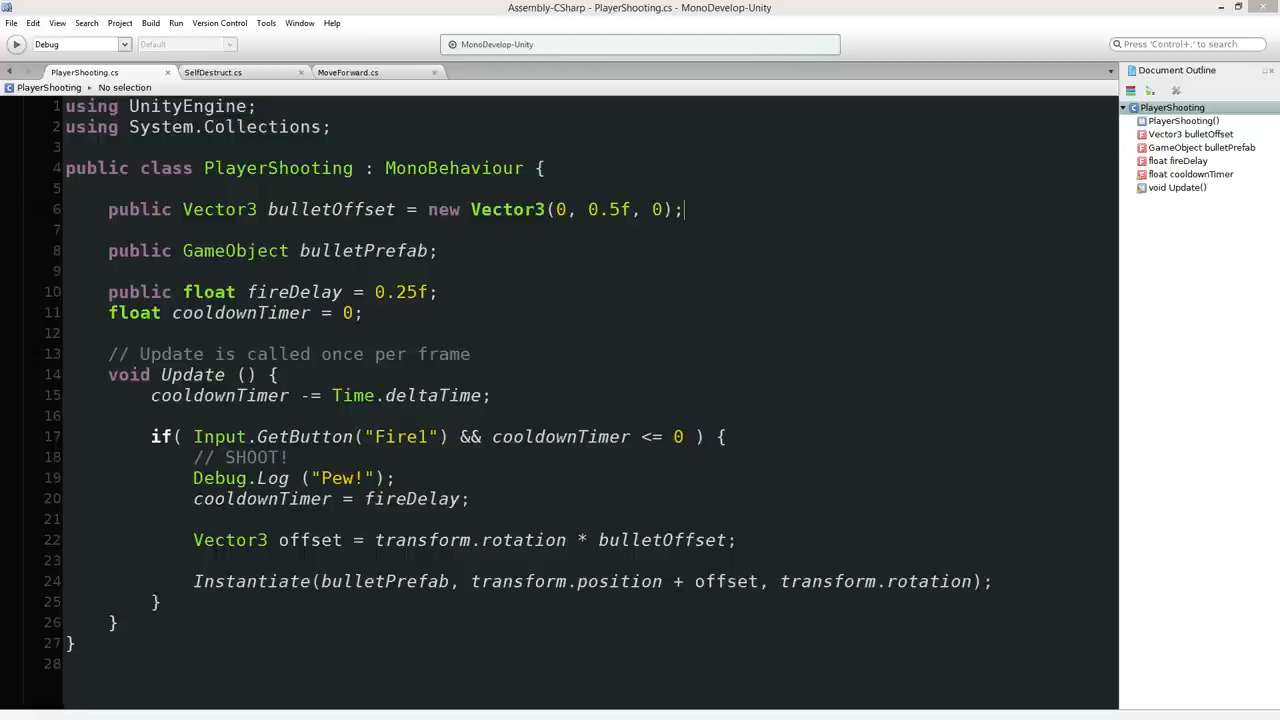 Assembly-CSharp - PlayerShooting.cs - MonoDevelop-Unity
File Edit View Search Project Build Run Version Control Tools Window Help
Debug Default MonoDevelop-Unity Press 'Control+,' to search
PlayerShooting.cs SelfDestruct.cs MoveForward.cs
PlayerShooting No selection
1 using UnityEngine;
2 using System.Collections;
3
4 public class PlayerShooting : MonoBehaviour {
5
6 public Vector3 bulletOffset = new Vector3(0, 0.5f, 0);
7
8 public GameObject bulletPrefab;
9
10 public float fireDelay = 0.25f;
11 float cooldownTimer = 0;
12
13 // Update is called once per frame
14 void Update () {
15 cooldownTimer -= Time.deltaTime;
16
17 if( Input.GetButton("Fire1") && cooldownTimer <= 0 ) {
18 // SHOOT!
19 Debug.Log ("Pew!");
20 cooldownTimer = fireDelay;
21
22 Vector3 offset = transform.rotation * bulletOffset;
23
24 Instantiate(bulletPrefab, transform.position + offset, transform.rotation);
25 }
26 }
27 }
28
Document Outline
PlayerShooting
PlayerShooting()
Vector3 bulletOffset
GameObject bulletPrefab
float fireDelay
float cooldownTimer
void Update()